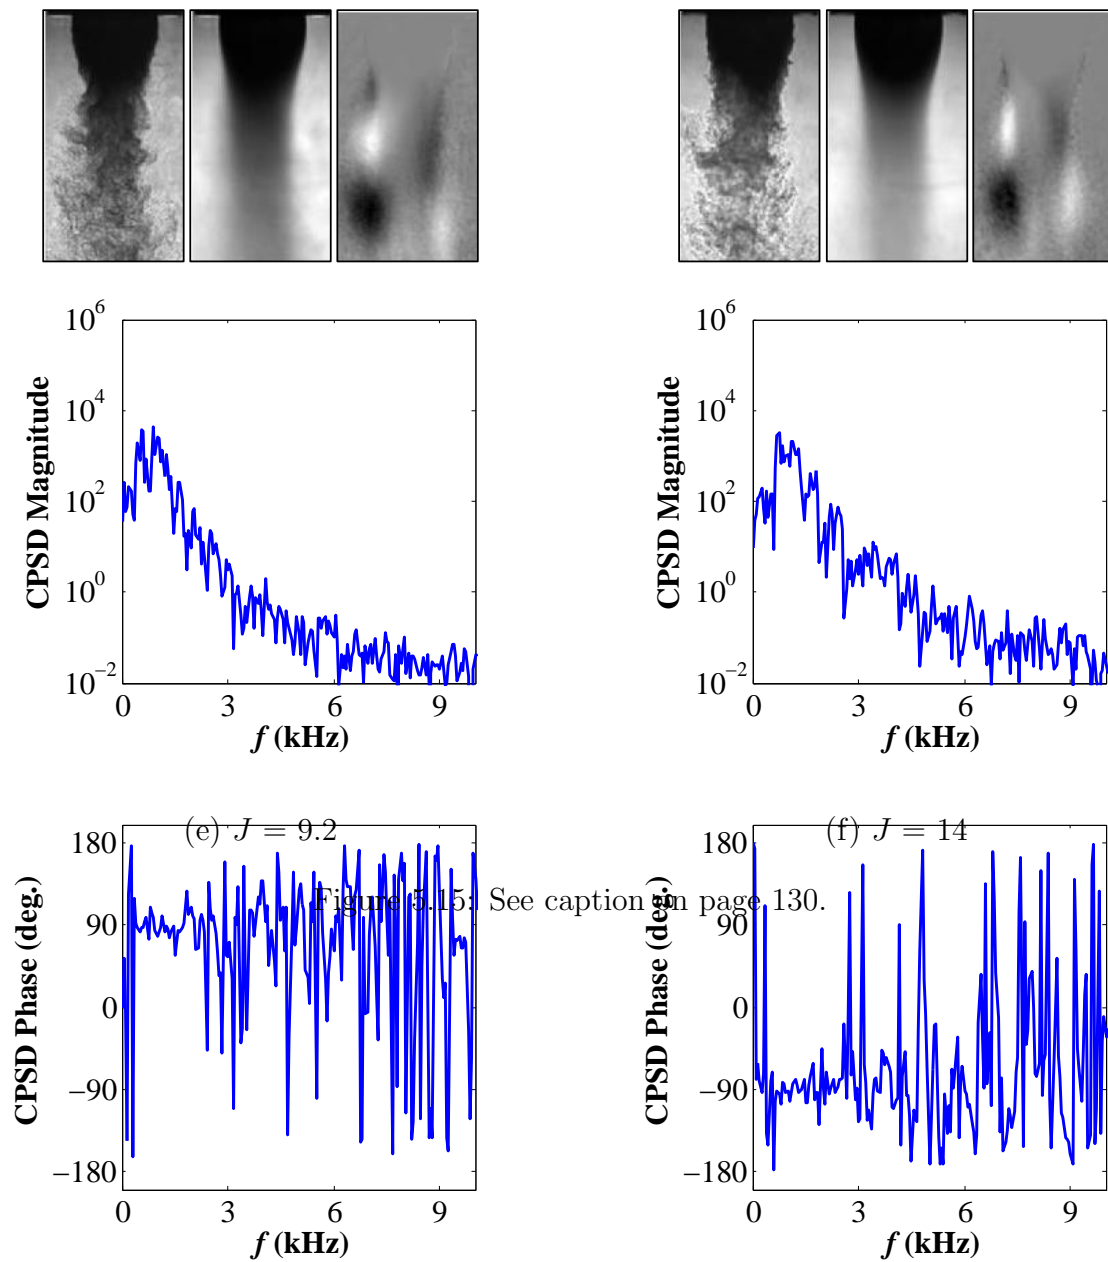 10^6
10^4
10^2
10^0
10^−2
CPSD Magnitude
0 3 6 9
f (kHz)
10^6
10^4
10^2
10^0
10^−2
CPSD Magnitude
0 3 6 9
f (kHz)
(e) J = 9.2
(f) J = 14
Figure 5.15: See caption on page 130.
180
90
0
−90
−180
CPSD Phase (deg.)
0 3 6 9
f (kHz)
180
90
0
−90
−180
CPSD Phase (deg.)
0 3 6 9
f (kHz)